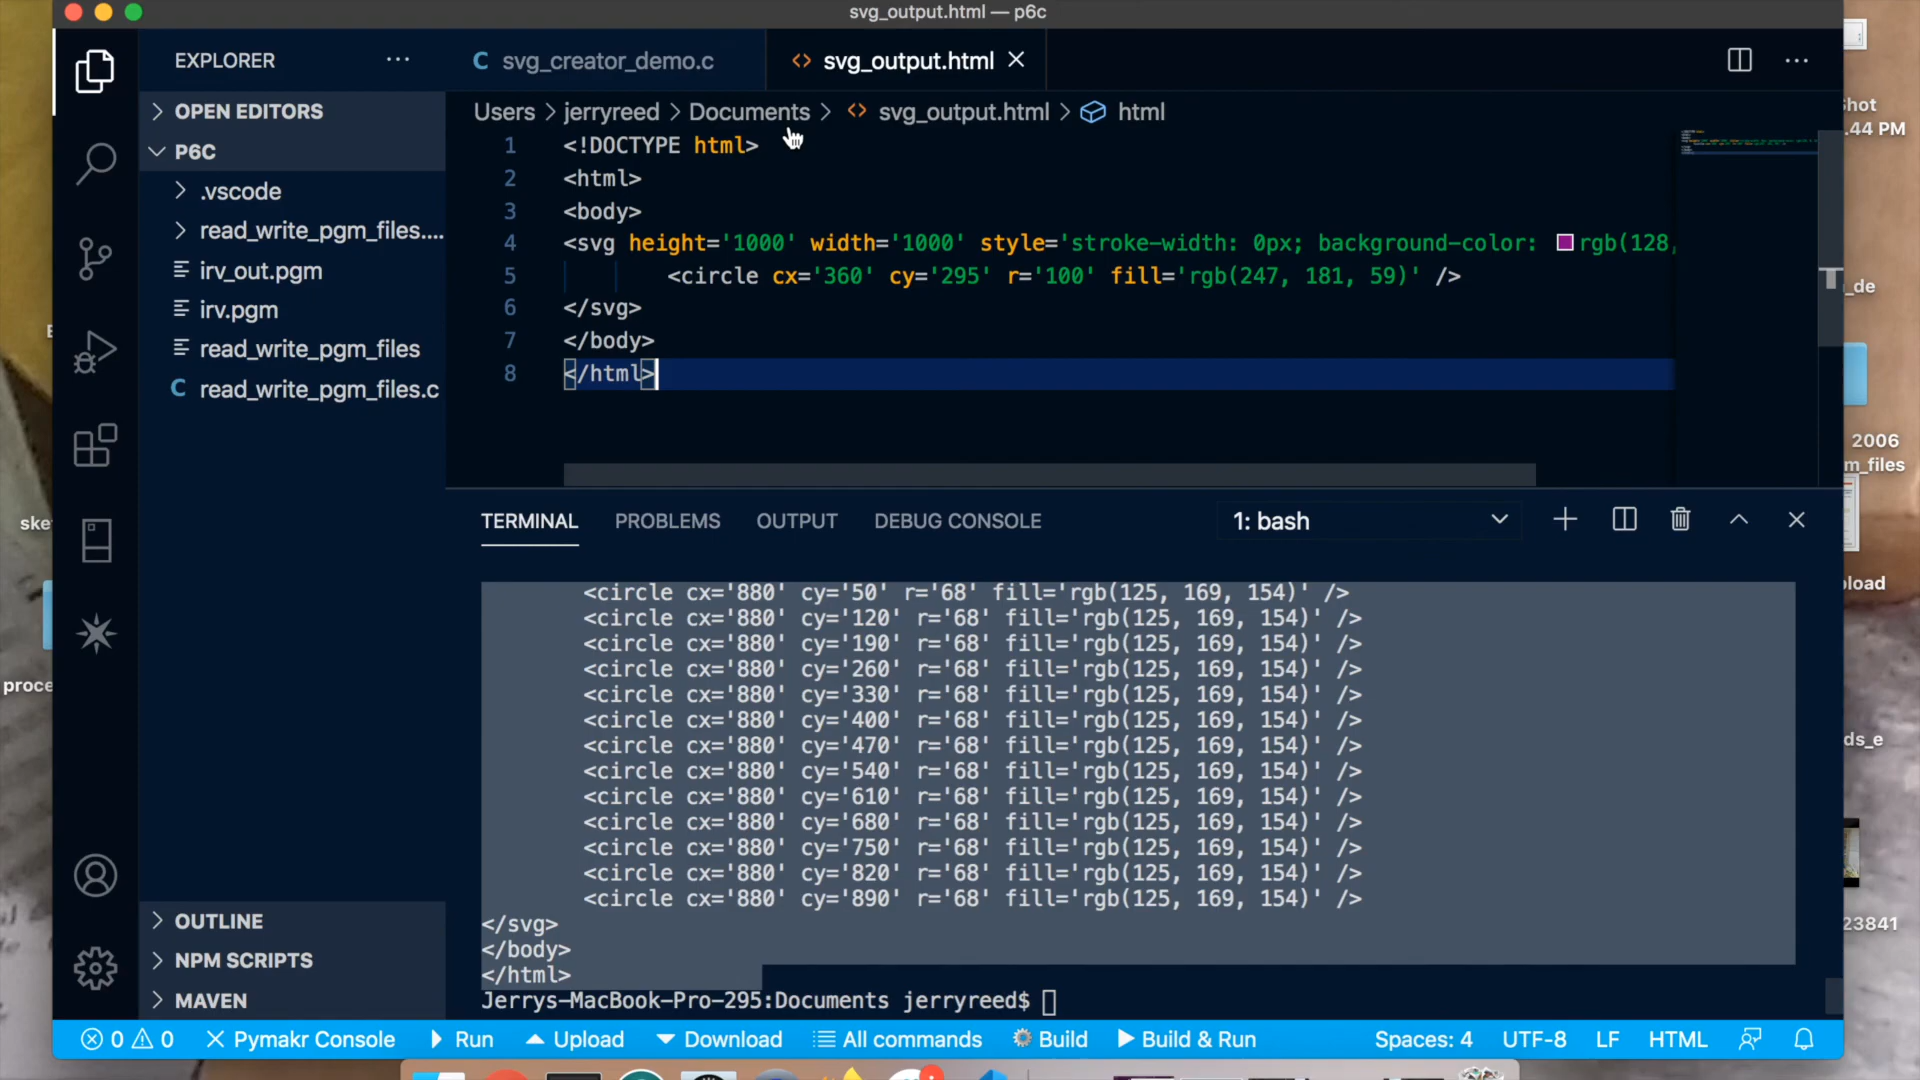 svg_output.html — p6c
EXPLORER
svg_creator_demo.c
svg_output.html
OPEN EDITORS
P6C
.vscode
read_write_pgm_files....
irv_out.pgm
irv.pgm
read_write_pgm_files
C read_write_pgm_files.c
OUTLINE
NPM SCRIPTS
MAVEN
Users > jerryreed > Documents > <> svg_output.html > html
1 <!DOCTYPE html>
2 <html>
3 <body>
4 <svg height='1000' width='1000' style='stroke-width: 0px; background-color: rgb(128,
5 <circle cx='360' cy='295' r='100' fill='rgb(247, 181, 59)' />
6 </svg>
7 </body>
8 </html>
TERMINAL PROBLEMS OUTPUT DEBUG CONSOLE 1: bash
<circle cx='880' cy='50' r='68' fill='rgb(125, 169, 154)' />
<circle cx='880' cy='120' r='68' fill='rgb(125, 169, 154)' />
<circle cx='880' cy='190' r='68' fill='rgb(125, 169, 154)' />
<circle cx='880' cy='260' r='68' fill='rgb(125, 169, 154)' />
<circle cx='880' cy='330' r='68' fill='rgb(125, 169, 154)' />
<circle cx='880' cy='400' r='68' fill='rgb(125, 169, 154)' />
<circle cx='880' cy='470' r='68' fill='rgb(125, 169, 154)' />
<circle cx='880' cy='540' r='68' fill='rgb(125, 169, 154)' />
<circle cx='880' cy='610' r='68' fill='rgb(125, 169, 154)' />
<circle cx='880' cy='680' r='68' fill='rgb(125, 169, 154)' />
<circle cx='880' cy='750' r='68' fill='rgb(125, 169, 154)' />
<circle cx='880' cy='820' r='68' fill='rgb(125, 169, 154)' />
<circle cx='880' cy='890' r='68' fill='rgb(125, 169, 154)' />
</svg>
</body>
</html>
Jerrys-MacBook-Pro-295:Documents jerryreed$
0 0 Pymakr Console Run Upload Download All commands Build Build & Run Spaces: 4 UTF-8 LF HTML
ske
proce
Shot
.44 PM
_de
2006
m_files
pload
ds_e
23841